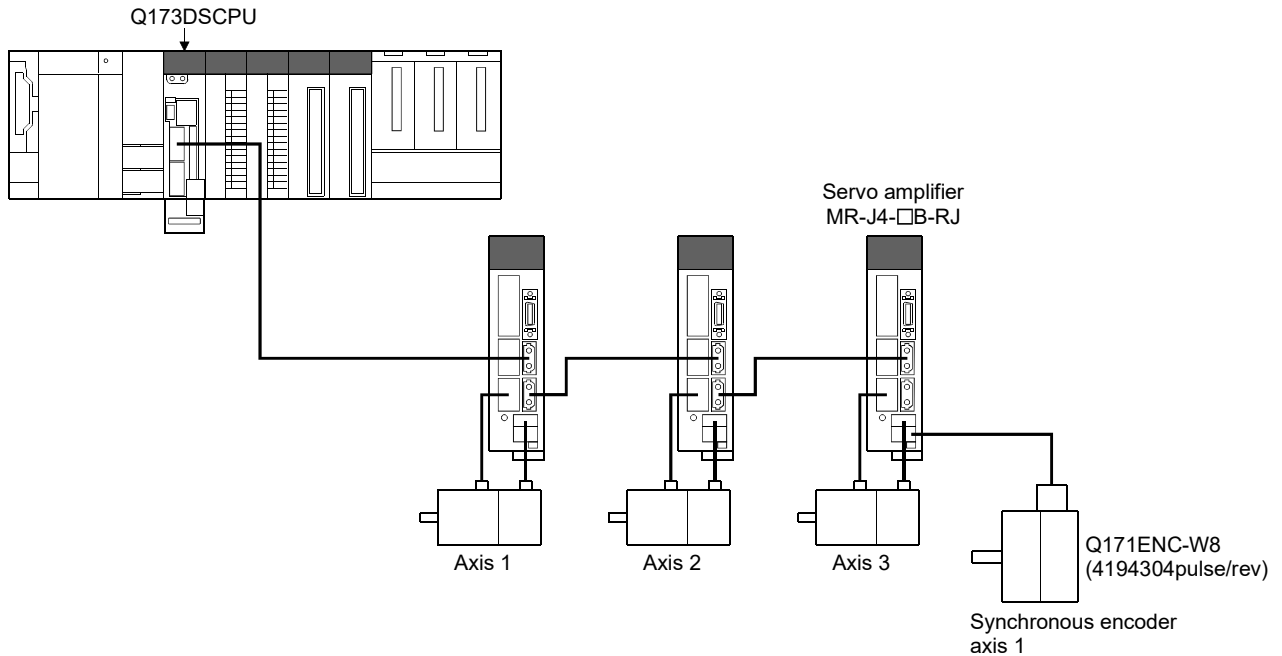 Q173DSCPU
Servo amplifier
MR-J4-□B-RJ
Axis 1
Axis 2
Axis 3
Q171ENC-W8
(4194304pulse/rev)
Synchronous encoder
axis 1